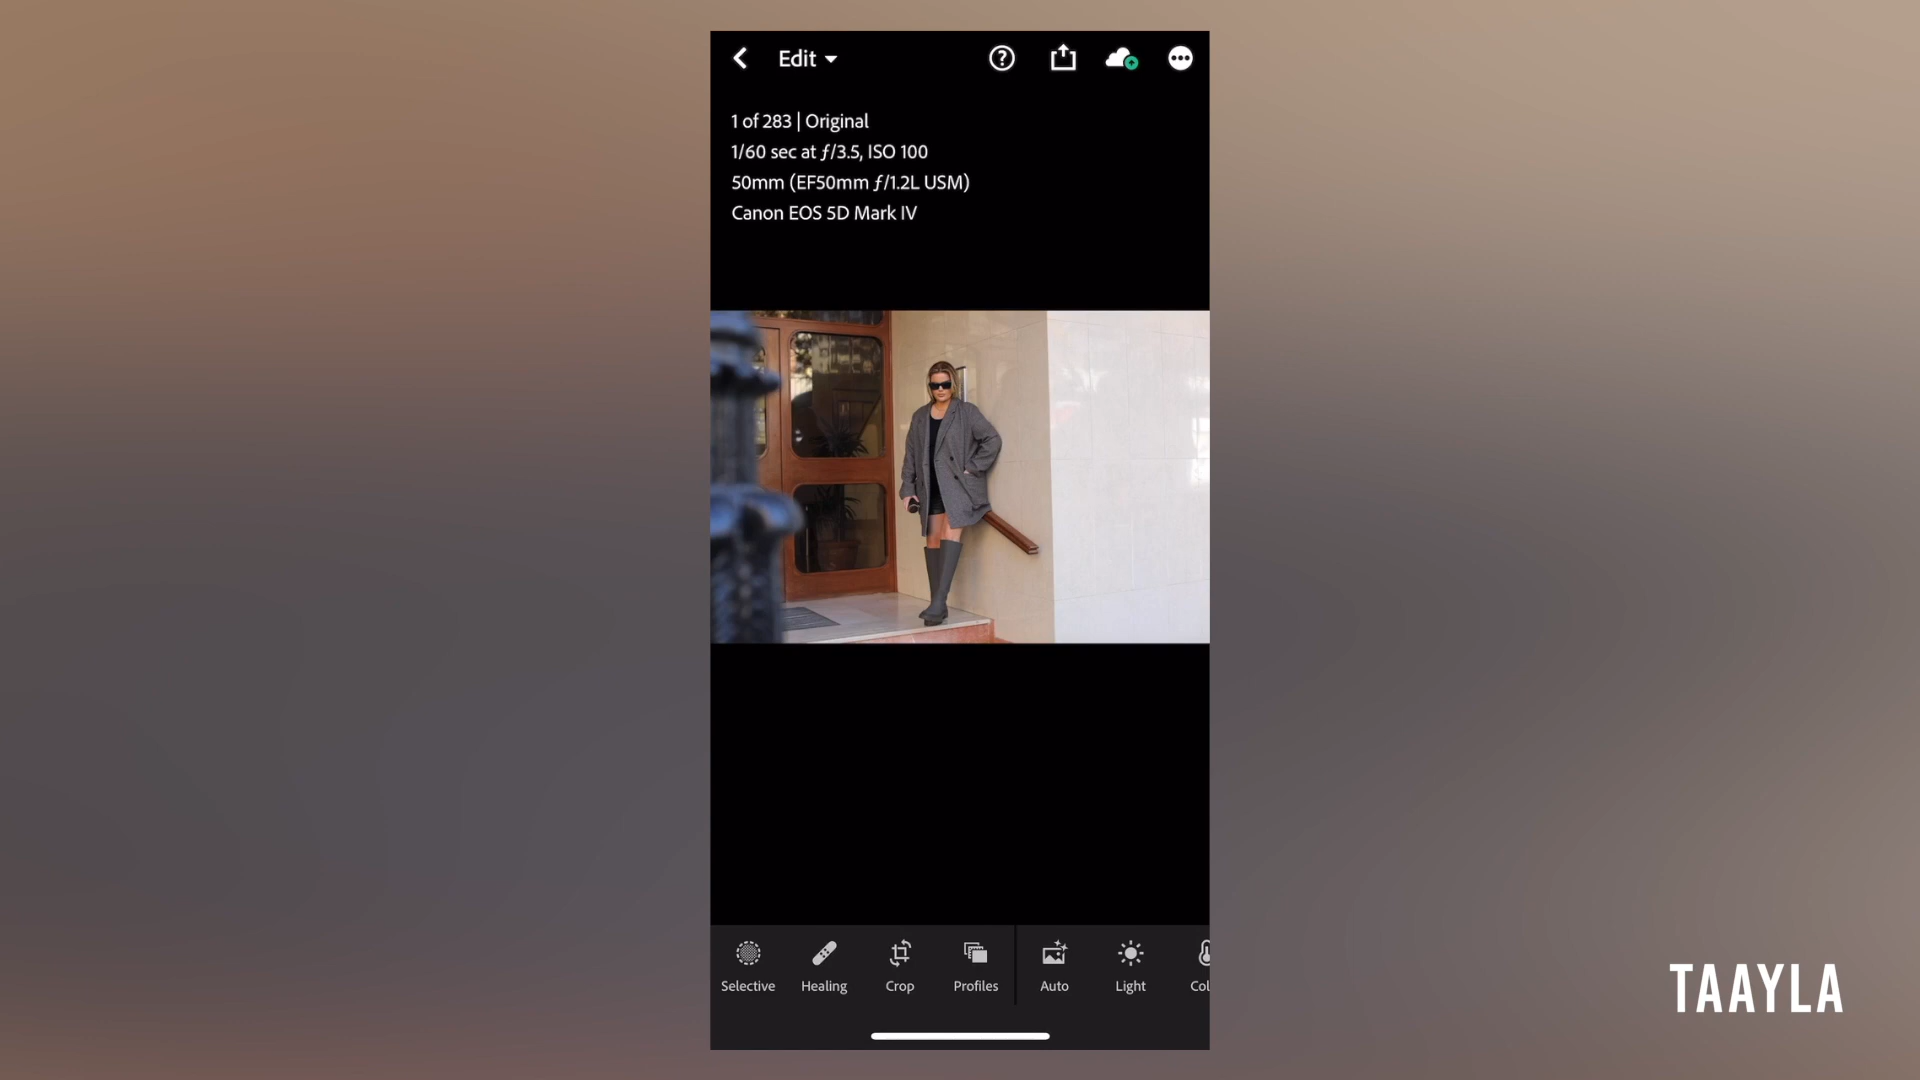 Edit
1 of 283 | Original
1/60 sec at ƒ/3.5, ISO 100
50mm (EF50mm ƒ/1.2L USM)
Canon EOS 5D Mark IV
Selective
Healing
Crop
Profiles
Auto
Light
Col
TAAYLA